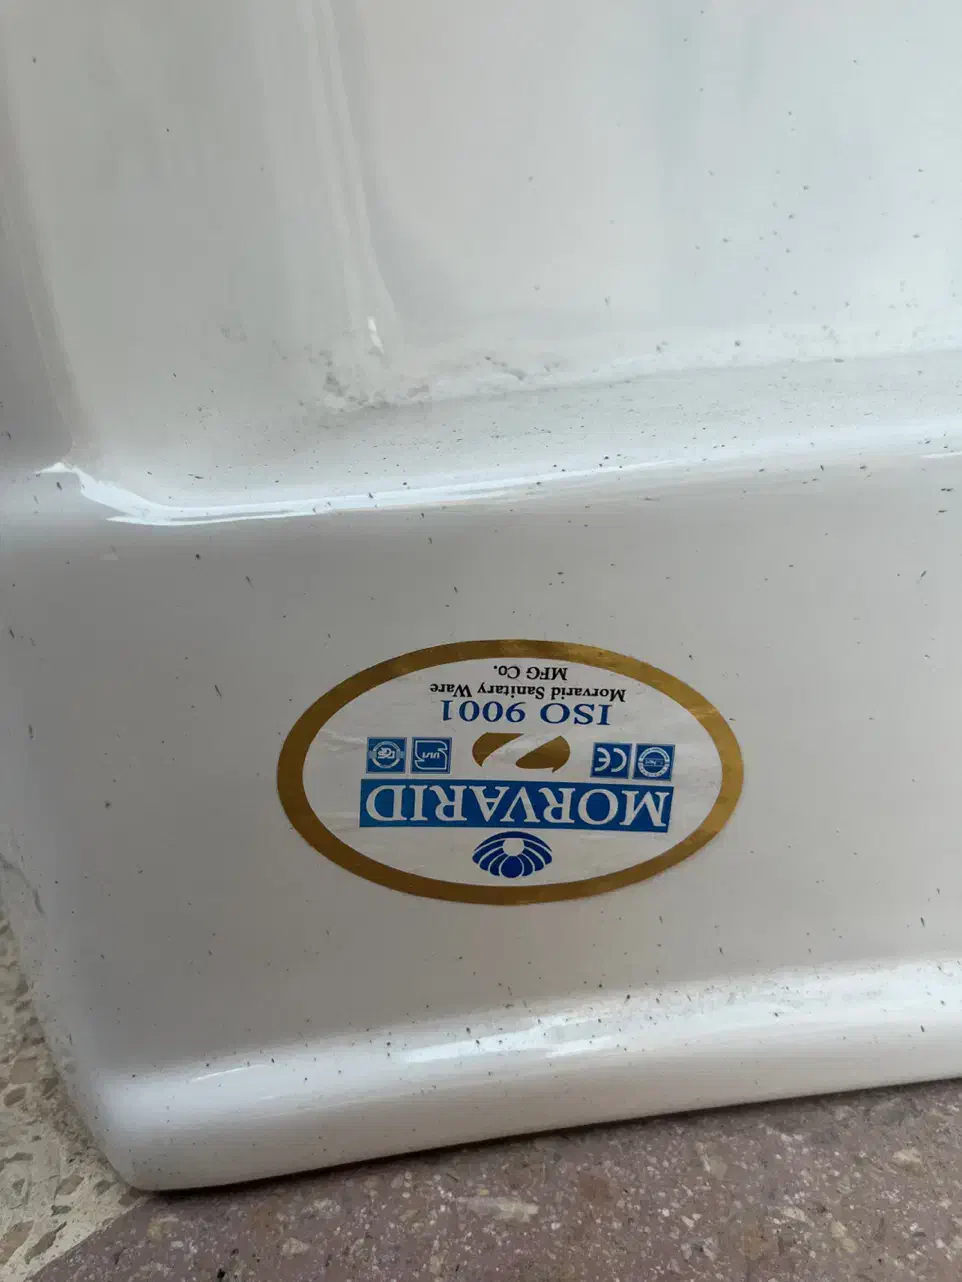 MORVARID
CE
ISO 9001
Morvarid Sanitary Ware
MFG Co.